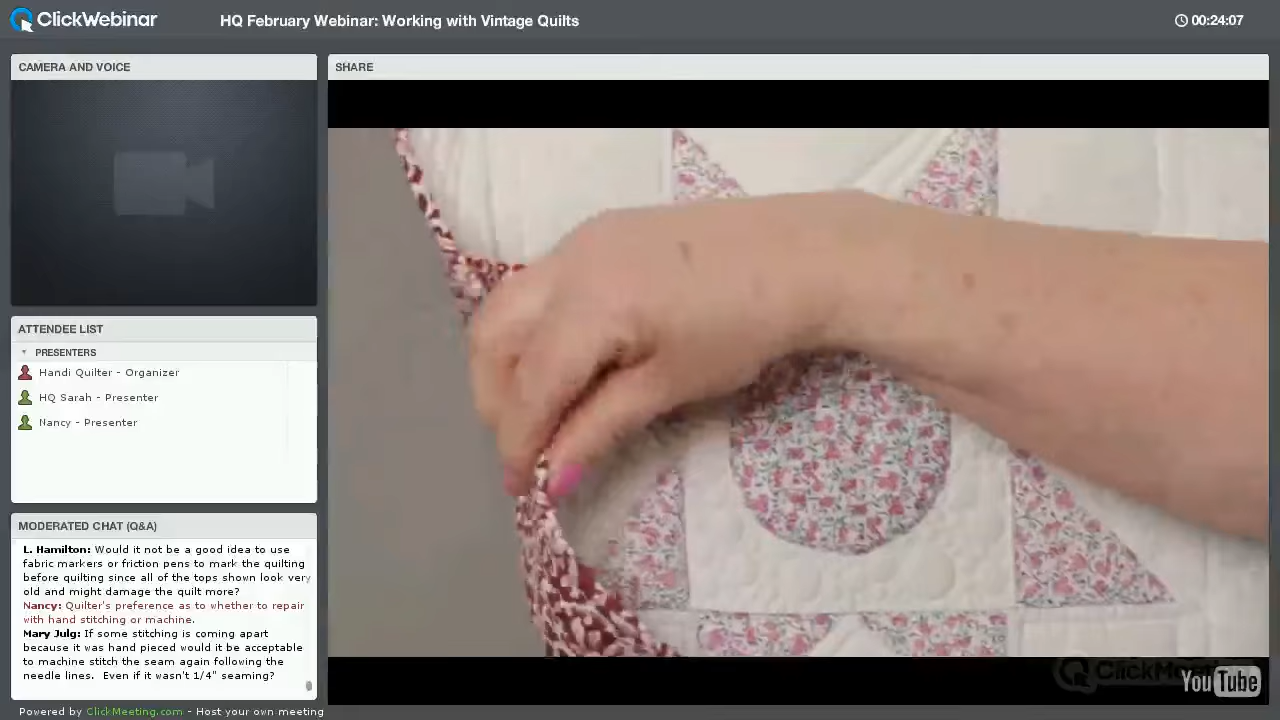 ClickWebinar
HQ February Webinar: Working with Vintage Quilts
00:24:07
CAMERA AND VOICE
SHARE
ATTENDEE LIST
PRESENTERS
Handi Quilter - Organizer
HQ Sarah - Presenter
Nancy - Presenter
MODERATED CHAT (Q&A)
L. Hamilton: Would it not be a good idea to use
fabric markers or friction pens to mark the quilting
before quilting since all of the tops shown look very
old and might damage the quilt more?
Nancy: Quilter's preference as to whether to repair
with hand stitching or machine.
Mary Julg: If some stitching is coming apart
because it was hand pieced would it be acceptable
to machine stitch the seam again following the
needle lines.  Even if it wasn't 1/4" seaming?
ClickMeeting
YouTube
Powered by ClickMeeting.com - Host your own meeting